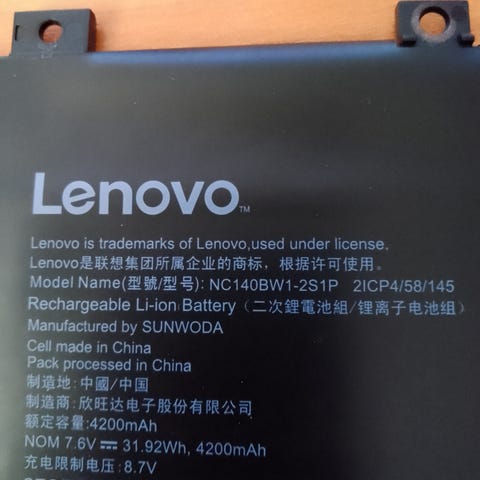 Lenovo™
Lenovo is trademarks of Lenovo,used under license.
Lenovo是联想集团所属企业的商标，根据许可使用。
Model Name(型號/型号): NC140BW1-2S1P 2ICP4/58/145
Rechargeable Li-ion Battery（二次鋰電池組/锂离子电池组）
Manufactured by SUNWODA
Cell made in China
Pack processed in China
制造地:中國/中国
制造商:欣旺达电子股份有限公司
额定容量:4200mAh
NOM 7.6V⎓31.92Wh, 4200mAh
充电限制电压:8.7V